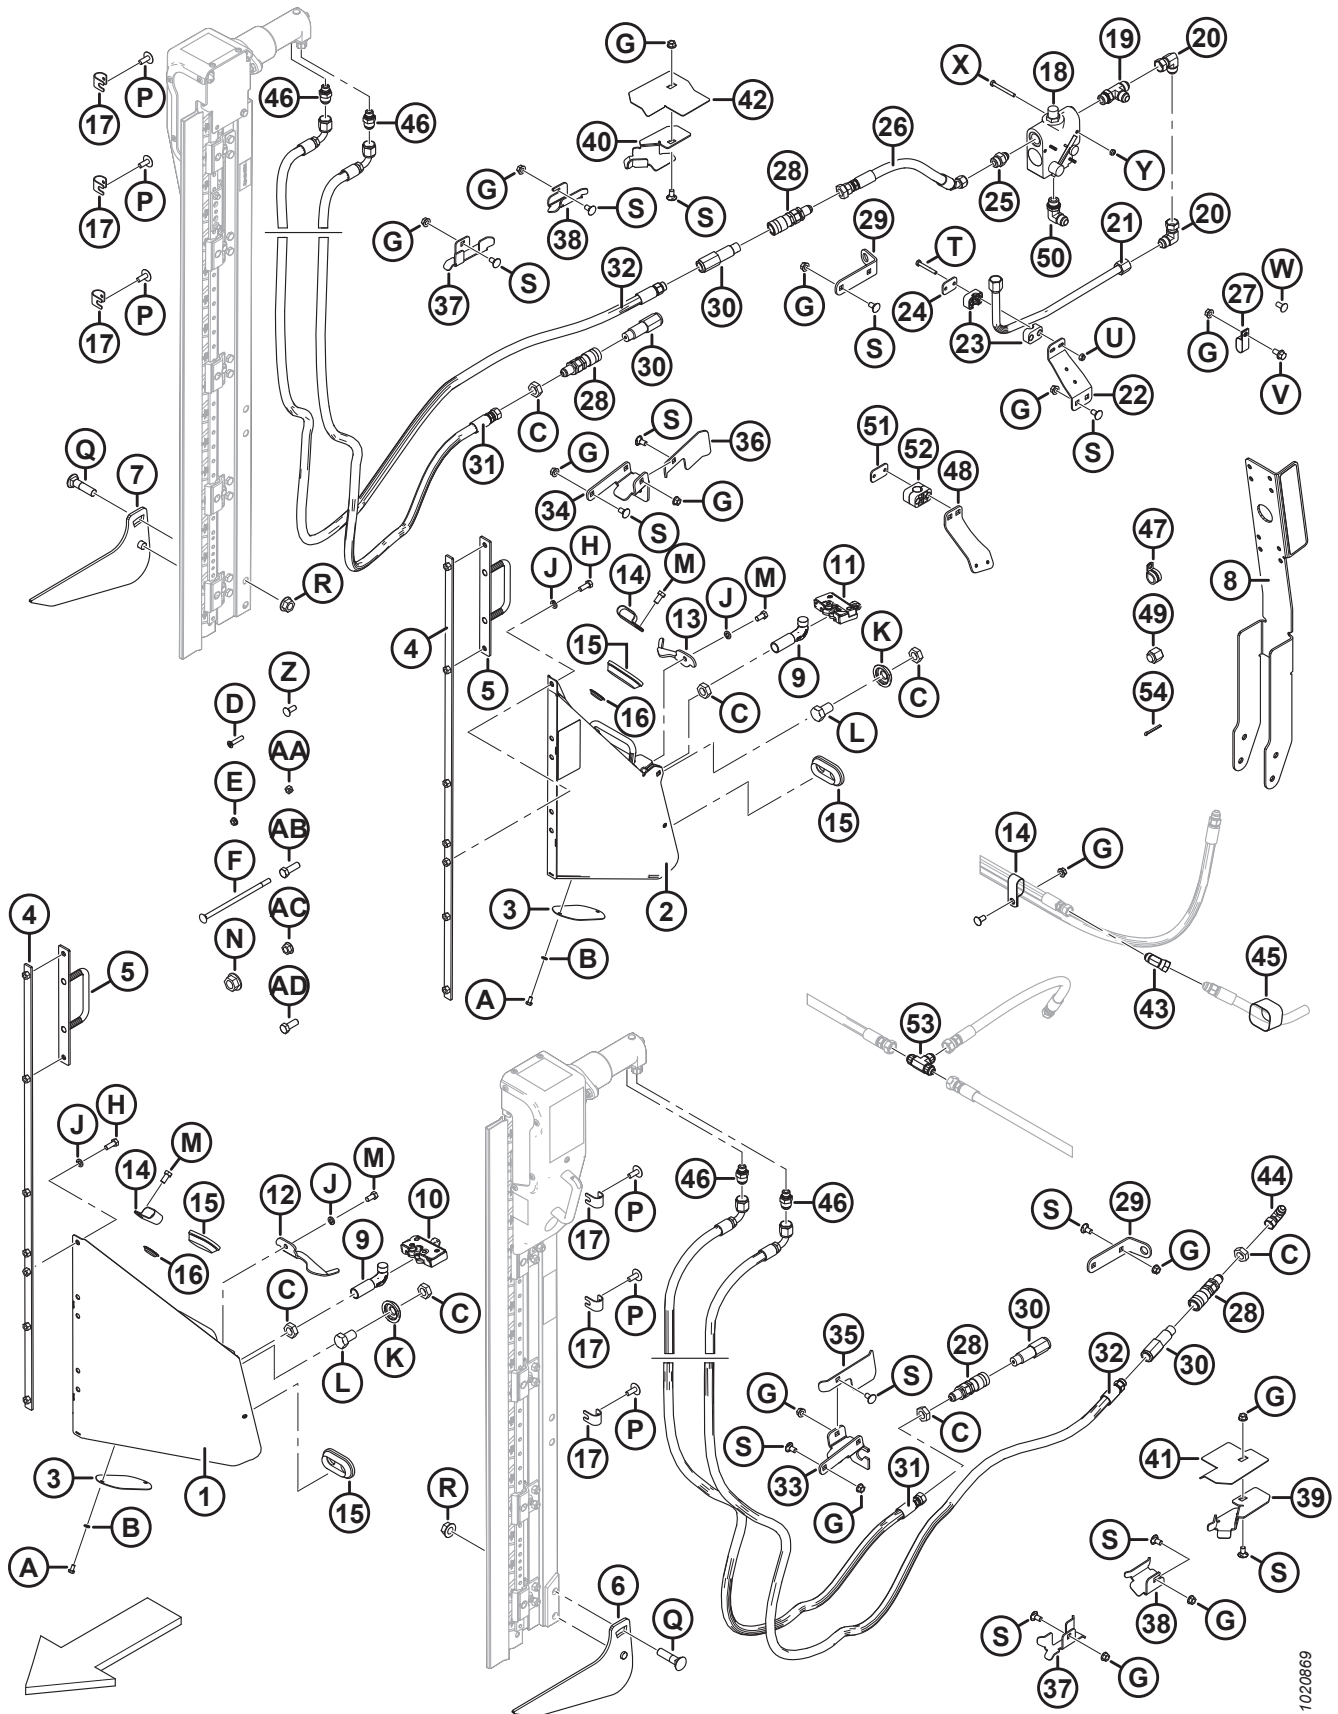 G
19
20
X
18
P
17
46
46
42
40
26
28
Y
P
17
G
S
S
38
25
50
29
21
20
G
T
W
P
17
37
S
32
30
G
24
27
S
23
U
G
30
28
C
22
V
31
S
36
G
S
51
52
48
Q
7
G
34
S
G
47
H
M
11
J
14
J
M
8
R
4
13
K
49
15
9
5
Z
16
C
C
54
D
L
AA
E
15
AB
14
G
F
4
3
2
AC
5
N
B
45
A
43
AD
53
H
J
M
46
46
44
14
M
10
S
29
15
12
J
17
P
9
G
C
16
C
C
28
30
P
17
35
28
32
30
L
K
S
G
G
P
C
17
S
41
3
1
33
31
39
R
15
G
B
S
A
S
6
G
Q
S
38
37
G
1020869